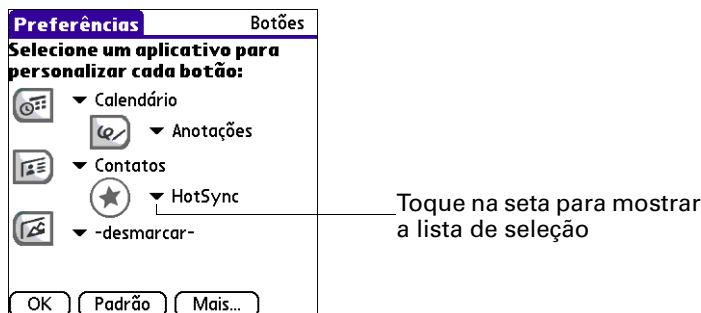 Preferências Botões
Selecione um aplicativo para
personalizar cada botão:
Calendário
Anotações
Contatos
HotSync
-desmarcar-
Toque na seta para mostrar
a lista de seleção
OK Padrão Mais...